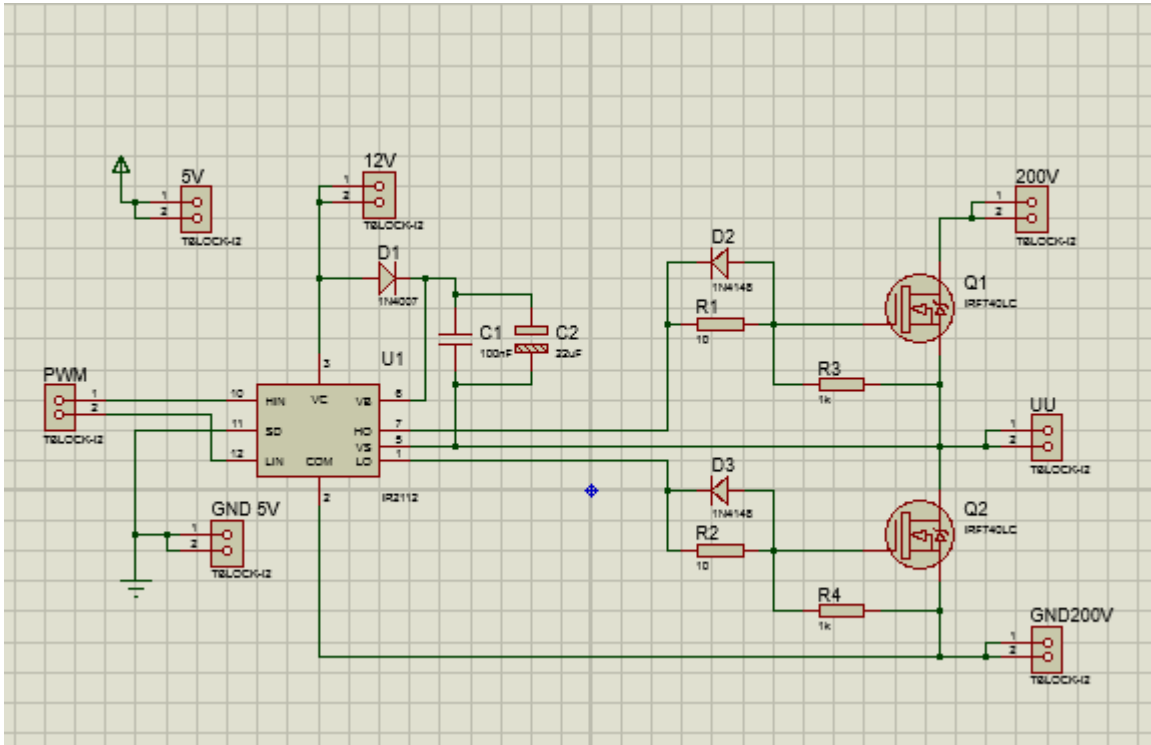 5V
1
2
TBLOCK-I2
12V
1
2
TBLOCK-I2
200V
1
2
TBLOCK-I2
D1
1N4007
C1
100nF
C2
22uF
D2
1N4148
R1
10
R3
1k
Q1
IRF740LC
PWM
1
2
TBLOCK-I2
U1
3
10 HIN VC VB 6
11 SD HO 7
VS 5
12 LIN COM LO 1
2
IR2112
UU
1
2
TBLOCK-I2
D3
1N4148
R2
10
R4
1k
Q2
IRF740LC
GND 5V
1
2
TBLOCK-I2
GND200V
1
2
TBLOCK-I2